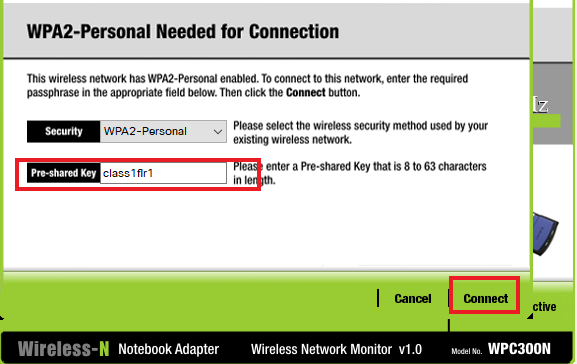 WPA2-Personal Needed for Connection
This wireless network has WPA2-Personal enabled. To connect to this network, enter the required
passphrase in the appropriate field below. Then click the Connect button.
Security WPA2-Personal Please select the wireless security method used by your
existing wireless network.
Pre-shared Key class1flr1 Please enter a Pre-shared Key that is 8 to 63 characters
in length.
Hz
Cancel Connect
ctive
Wireless-N Notebook Adapter Wireless Network Monitor v1.0 Model No. WPC300N